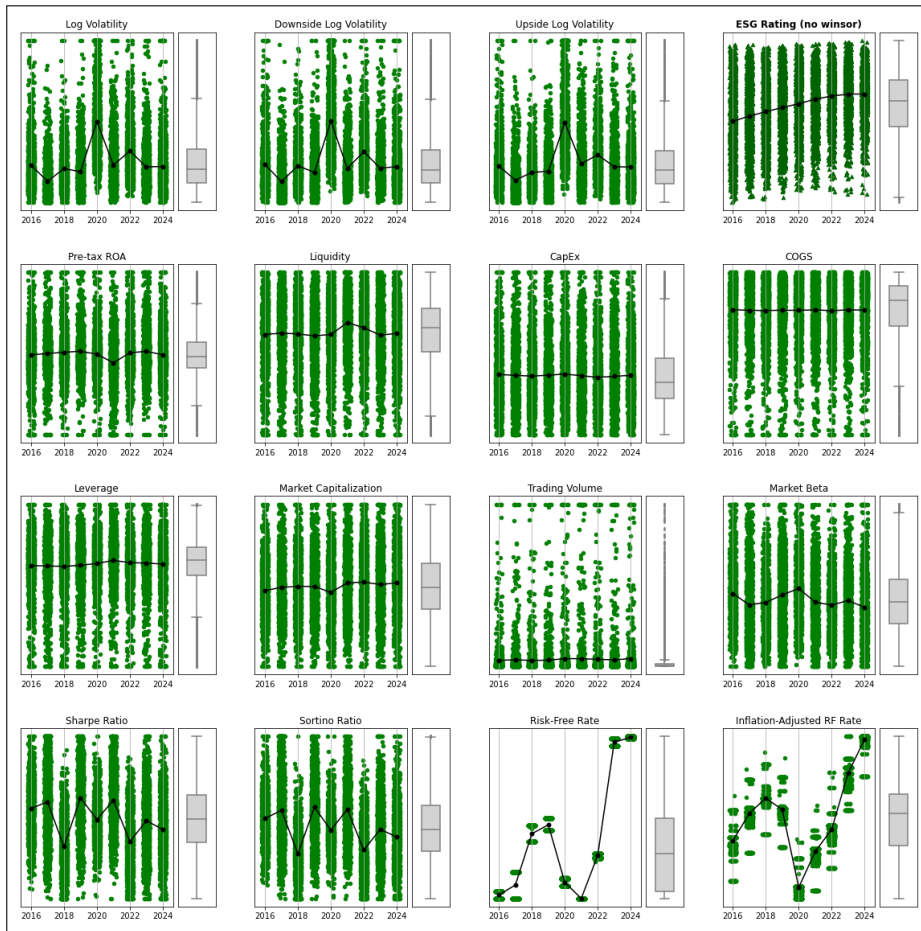 Log Volatility
Downside Log Volatility
Upside Log Volatility
ESG Rating (no winsor)
2016 2018 2020 2022 2024
2016 2018 2020 2022 2024
2016 2018 2020 2022 2024
2016 2018 2020 2022 2024
Pre-tax ROA
Liquidity
CapEx
COGS
2016 2018 2020 2022 2024
2016 2018 2020 2022 2024
2016 2018 2020 2022 2024
2016 2018 2020 2022 2024
Leverage
Market Capitalization
Trading Volume
Market Beta
2016 2018 2020 2022 2024
2016 2018 2020 2022 2024
2016 2018 2020 2022 2024
2016 2018 2020 2022 2024
Sharpe Ratio
Sortino Ratio
Risk-Free Rate
Inflation-Adjusted RF Rate
2016 2018 2020 2022 2024
2016 2018 2020 2022 2024
2016 2018 2020 2022 2024
2016 2018 2020 2022 2024